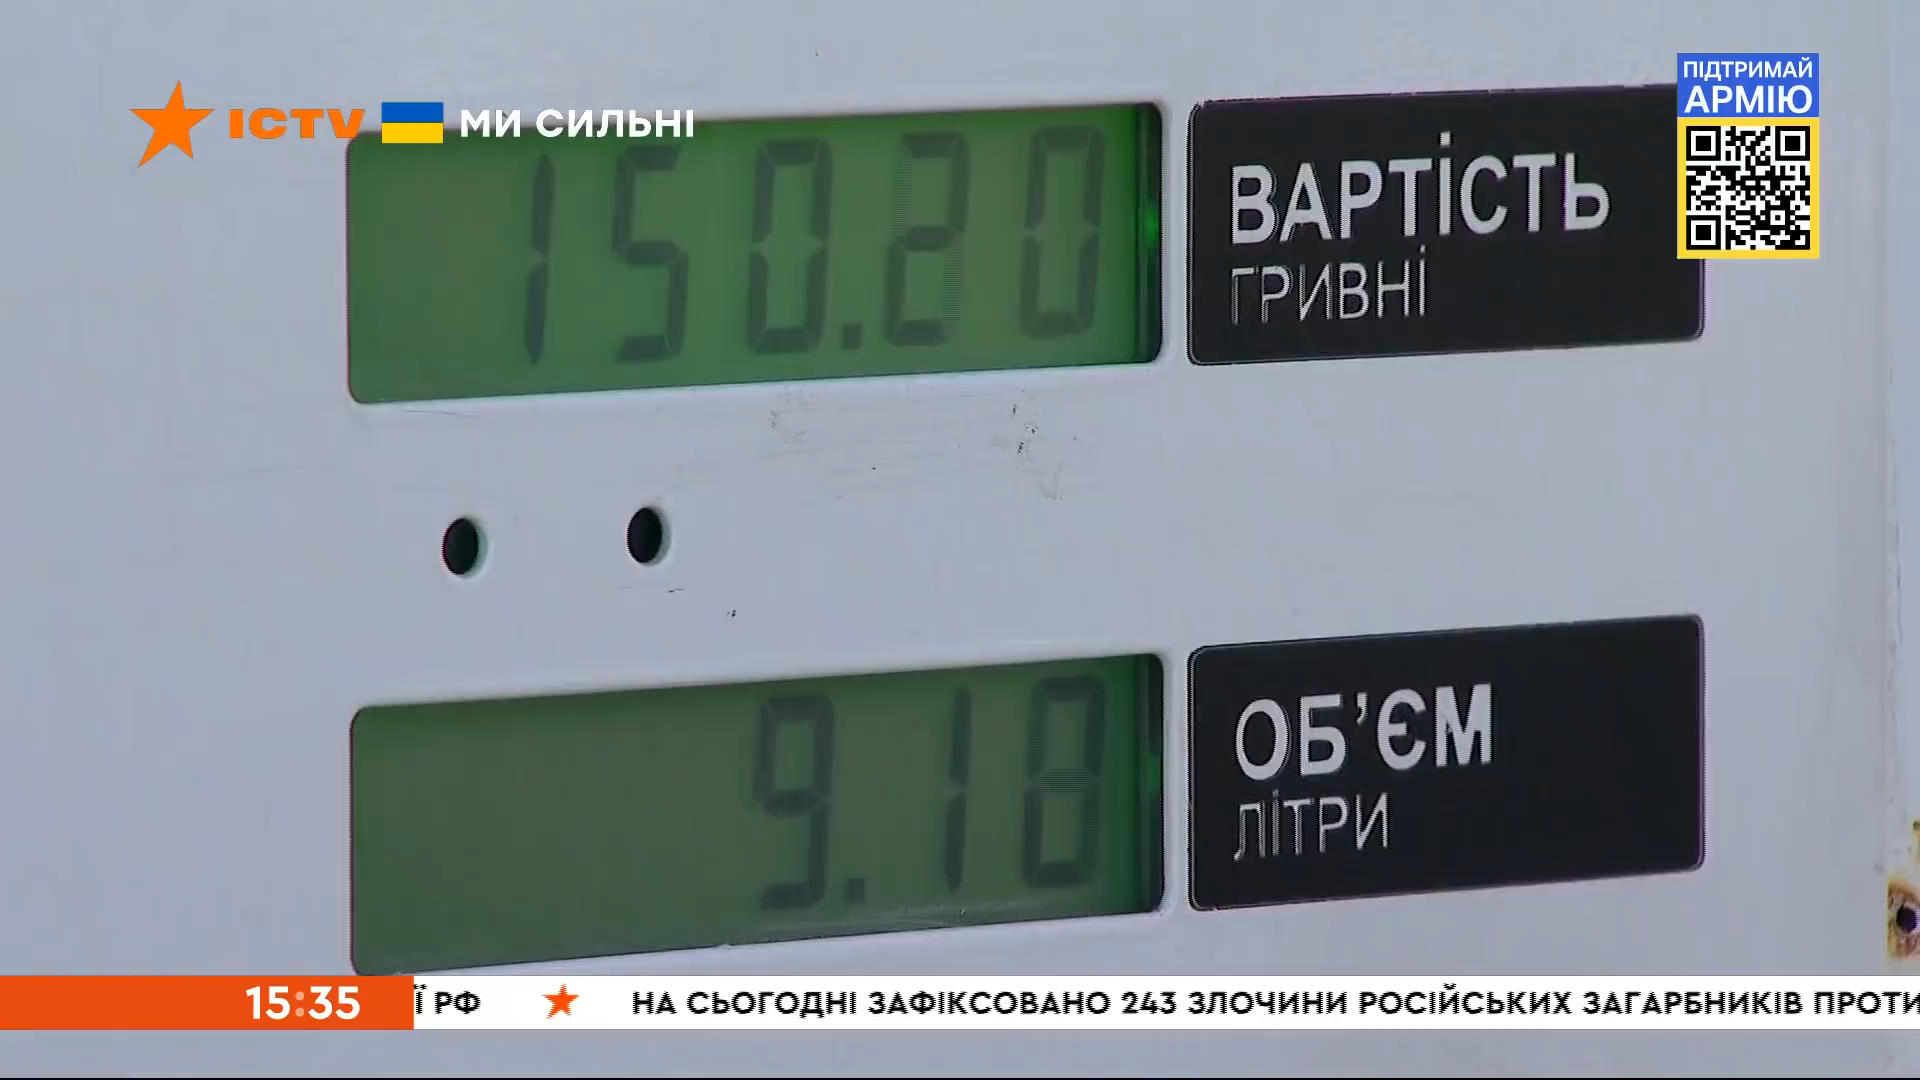 ICTV МИ СИЛЬНІ
ПІДТРИМАЙ
АРМІЮ
150.20
ВАРТІСТЬ
ГРИВНІ
9.18
ОБ'ЄМ
ЛІТРИ
15:35
Ї РФ
НА СЬОГОДНІ ЗАФІКСОВАНО 243 ЗЛОЧИНИ РОСІЙСЬКИХ ЗАГАРБНИКІВ ПРОТИ